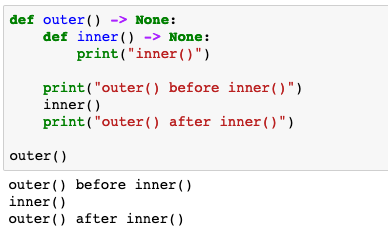 def outer() -> None:
    def inner() -> None:
        print("inner()")

    print("outer() before inner()")
    inner()
    print("outer() after inner()")

outer()
outer() before inner()
inner()
outer() after inner()